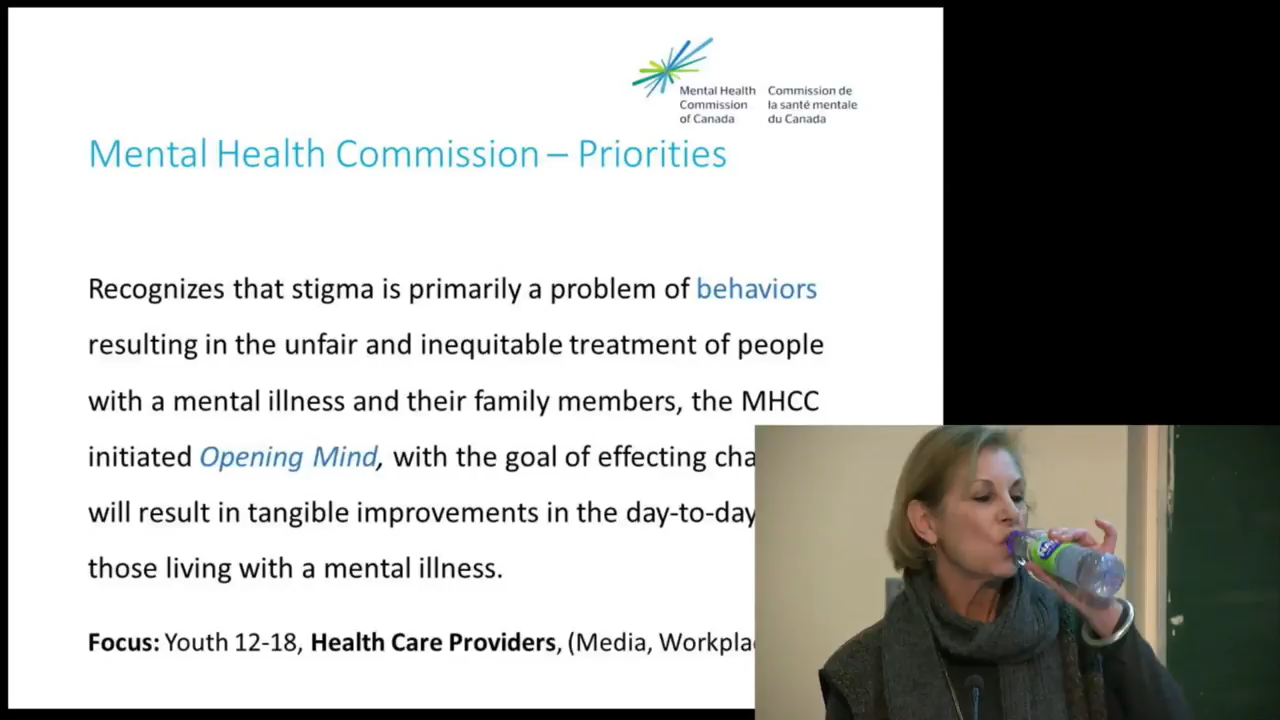 Mental Health Commission of Canada
Commission de la santé mentale du Canada
Mental Health Commission – Priorities
Recognizes that stigma is primarily a problem of behaviors
resulting in the unfair and inequitable treatment of people
with a mental illness and their family members, the MHCC
initiated Opening Mind, with the goal of effecting
will result in tangible improvements in the day-to-day
those living with a mental illness.
Focus: Youth 12-18, Health Care Providers, (Media,